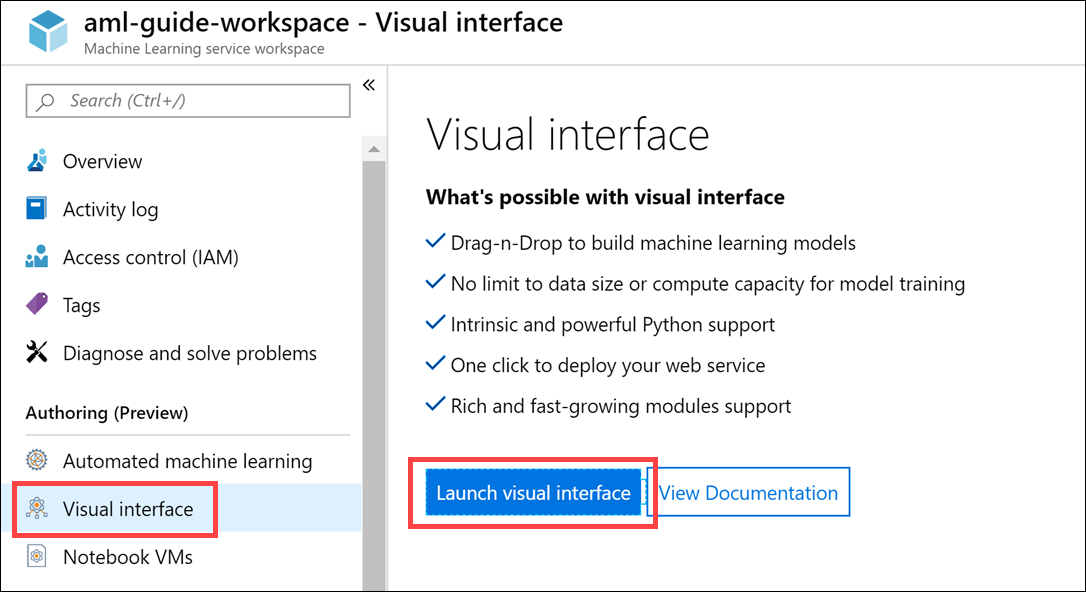 aml-guide-workspace - Visual interface
Machine Learning service workspace
Search (Ctrl+/)
«
Overview
Activity log
Access control (IAM)
Tags
Diagnose and solve problems
Authoring (Preview)
Automated machine learning
Visual interface
Notebook VMs
Visual interface
What's possible with visual interface
Drag-n-Drop to build machine learning models
No limit to data size or compute capacity for model training
Intrinsic and powerful Python support
One click to deploy your web service
Rich and fast-growing modules support
Launch visual interface
View Documentation